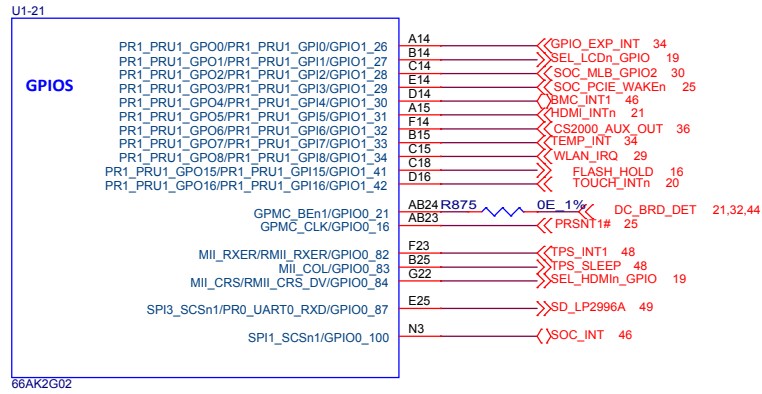 U1-21
GPIOS
PR1_PRU1_GPO0/PR1_PRU1_GPI0/GPIO1_26 A14 GPIO_EXP_INT 34
PR1_PRU1_GPO1/PR1_PRU1_GPI1/GPIO1_27 B14 SEL_LCDn_GPIO 19
PR1_PRU1_GPO2/PR1_PRU1_GPI2/GPIO1_28 C14 SOC_MLB_GPIO2 30
PR1_PRU1_GPO3/PR1_PRU1_GPI3/GPIO1_29 E14 SOC_PCIE_WAKEn 25
PR1_PRU1_GPO4/PR1_PRU1_GPI4/GPIO1_30 D14 BMC_INT1 46
PR1_PRU1_GPO5/PR1_PRU1_GPI5/GPIO1_31 A15 HDMI_INTn 21
PR1_PRU1_GPO6/PR1_PRU1_GPI6/GPIO1_32 F14 CS2000_AUX_OUT 36
PR1_PRU1_GPO7/PR1_PRU1_GPI7/GPIO1_33 B15 TEMP_INT 34
PR1_PRU1_GPO8/PR1_PRU1_GPI8/GPIO1_34 C15 WLAN_IRQ 29
PR1_PRU1_GPO15/PR1_PRU1_GPI15/GPIO1_41 C18 FLASH_HOLD 16
PR1_PRU1_GPO16/PR1_PRU1_GPI16/GPIO1_42 D16 TOUCH_INTn 20
GPMC_BEn1/GPIO0_21 AB24 R875 0E_1% DC_BRD_DET 21,32,44
GPMC_CLK/GPIO0_16 AB23 PRSNT1# 25
MII_RXER/RMII_RXER/GPIO0_82 F23 TPS_INT1 48
MII_COL/GPIO0_83 B25 TPS_SLEEP 48
MII_CRS/RMII_CRS_DV/GPIO0_84 G22 SEL_HDMIn_GPIO 19
SPI3_SCSn1/PR0_UART0_RXD/GPIO0_87 E25 SD_LP2996A 49
SPI1_SCSn1/GPIO0_100 N3 SOC_INT 46
66AK2G02